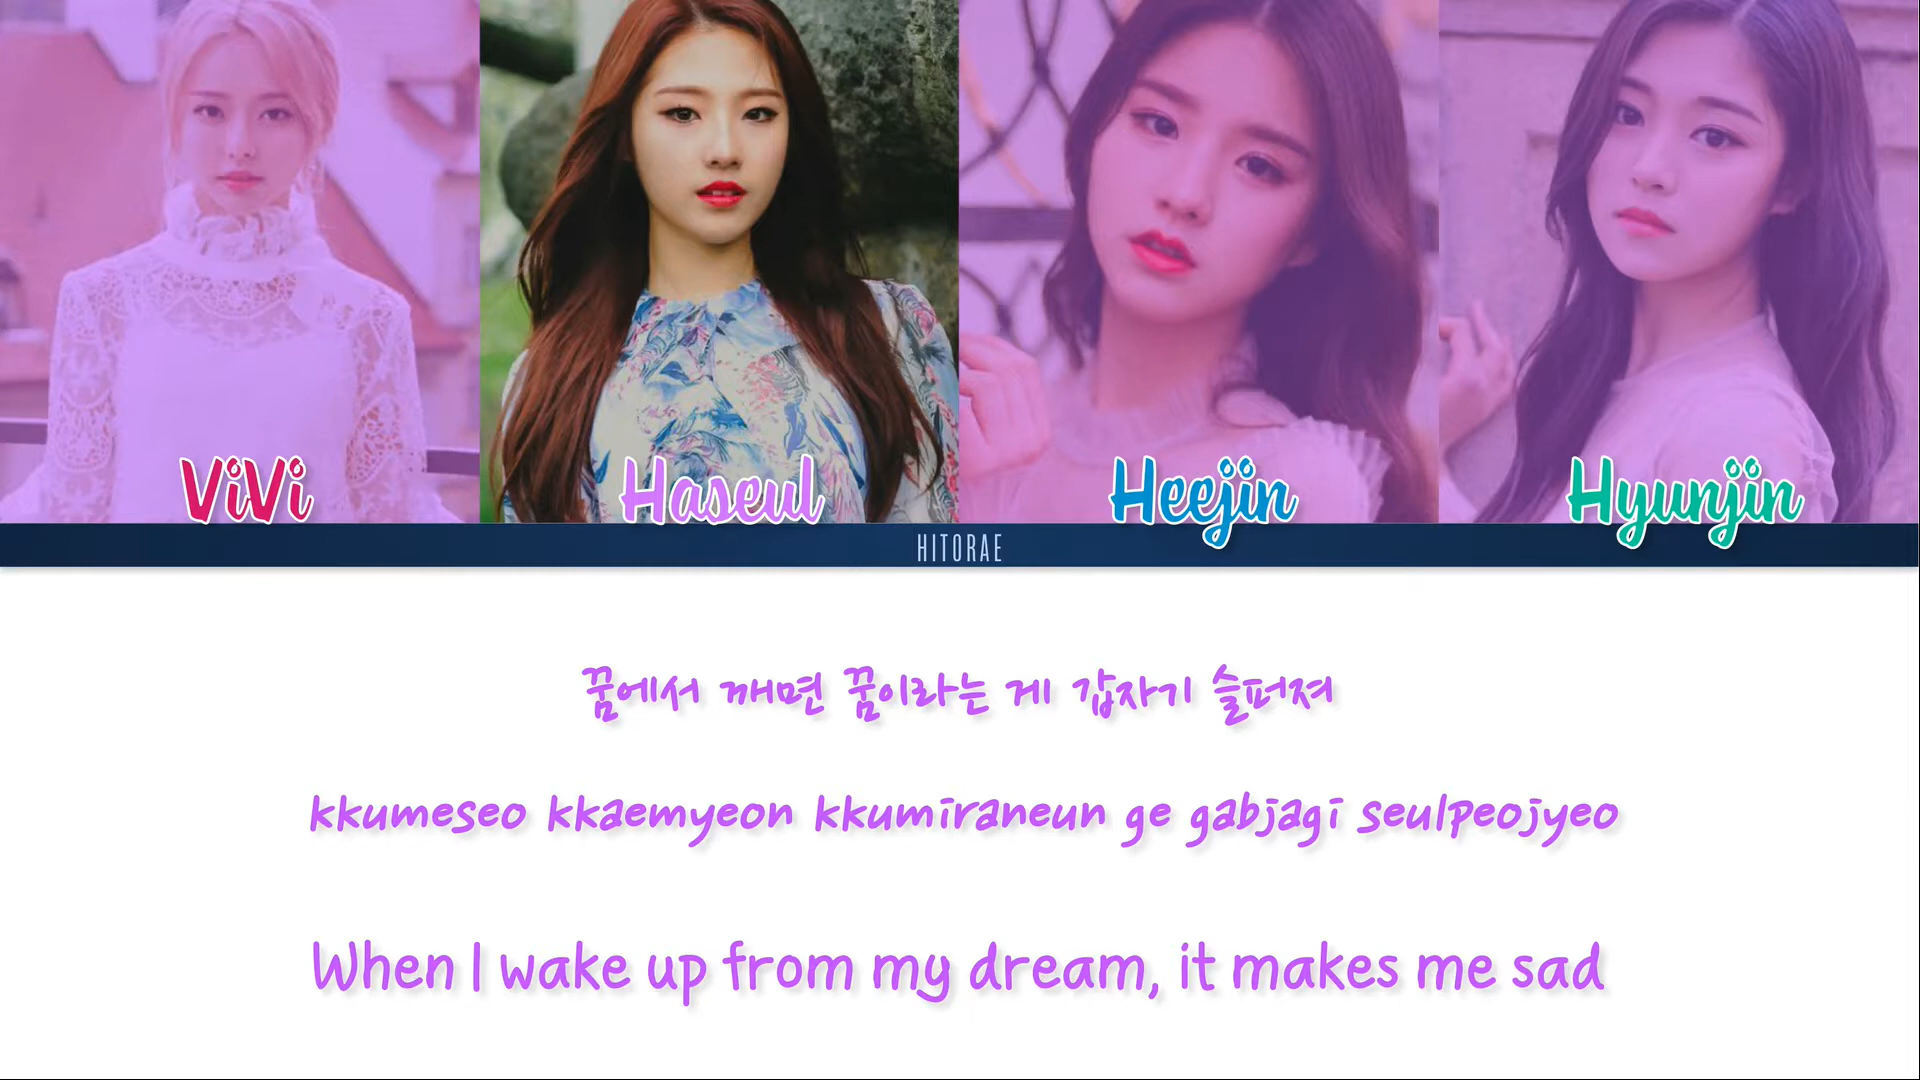 ViVi
Haseul
Heejin
Hyunjin
HITORAE
꿈에서 깨면 꿈이라는 게 갑자기 슬퍼져
kkumeseo kkaemyeon kkumiraneun ge gabjagi seulpeojyeo
When I wake up from my dream, it makes me sad